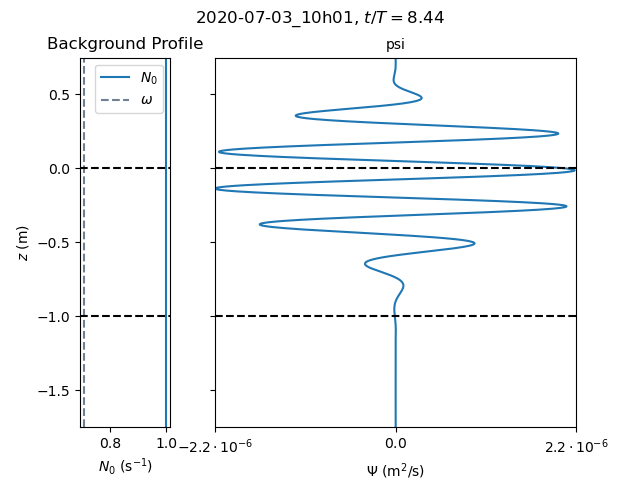 2020-07-03_10h01, t/T = 8.44
Background Profile
psi
N₀
ω
0.5
0.0
−0.5
−1.0
−1.5
z (m)
0.8
1.0
N₀ (s⁻¹)
−2.2 · 10⁻⁶
0.0
2.2 · 10⁻⁶
Ψ (m²/s)